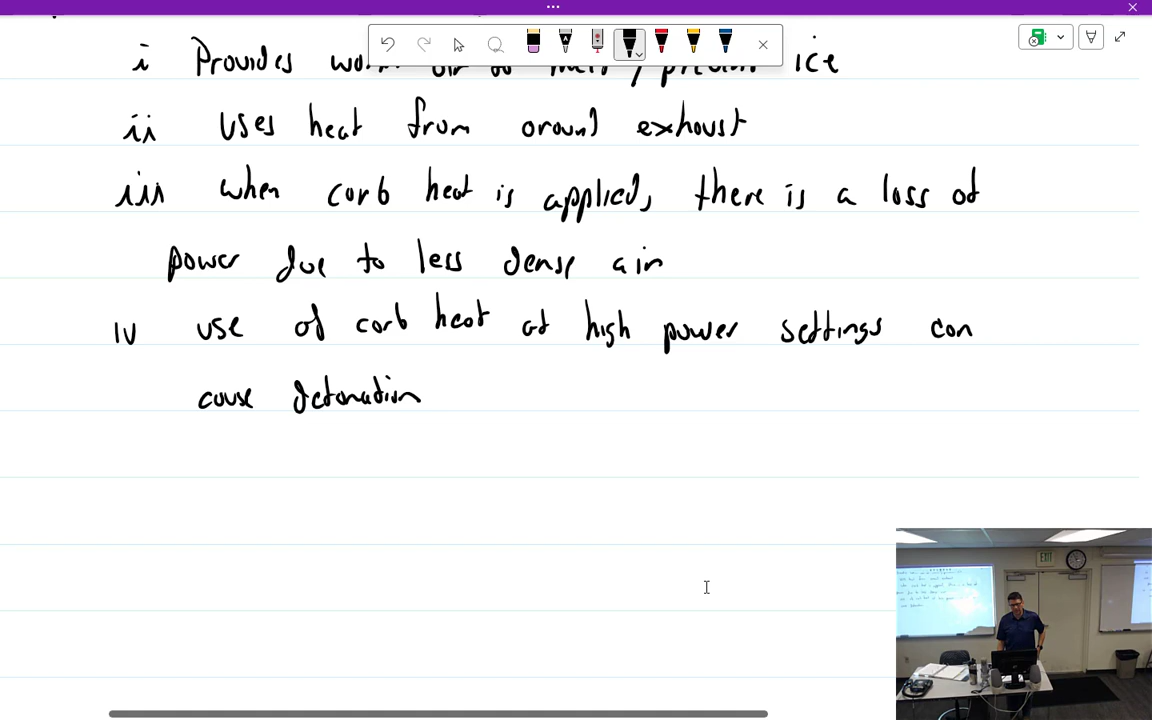 i Provides ice
ii uses heat from around exhaust
iii when carb heat is applied, there is a loss of
power due to less dense air
iv use of carb heat at high power settings can
cause detonation
EXIT